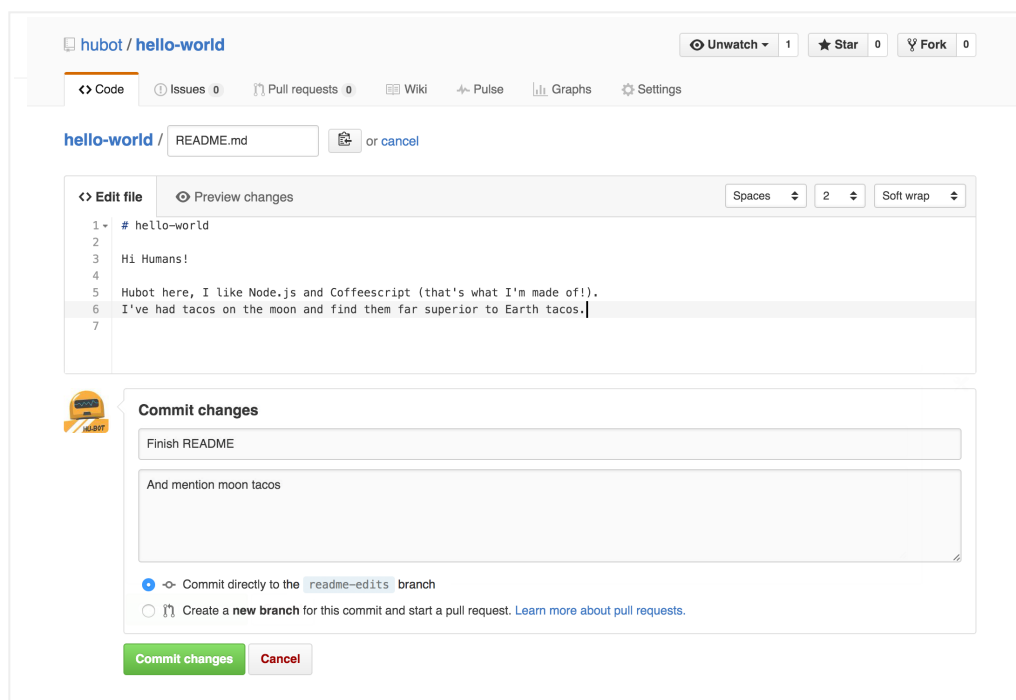 hubot / hello-world
Unwatch 1 Star 0 Fork 0
Code Issues 0 Pull requests 0 Wiki Pulse Graphs Settings
hello-world / README.md or cancel
Edit file Preview changes Spaces 2 Soft wrap
1 # hello-world
2
3 Hi Humans!
4
5 Hubot here, I like Node.js and Coffeescript (that's what I'm made of!).
6 I've had tacos on the moon and find them far superior to Earth tacos.
7
HU-BOT
Commit changes
Finish README
And mention moon tacos
Commit directly to the readme-edits branch
Create a new branch for this commit and start a pull request. Learn more about pull requests.
Commit changes Cancel